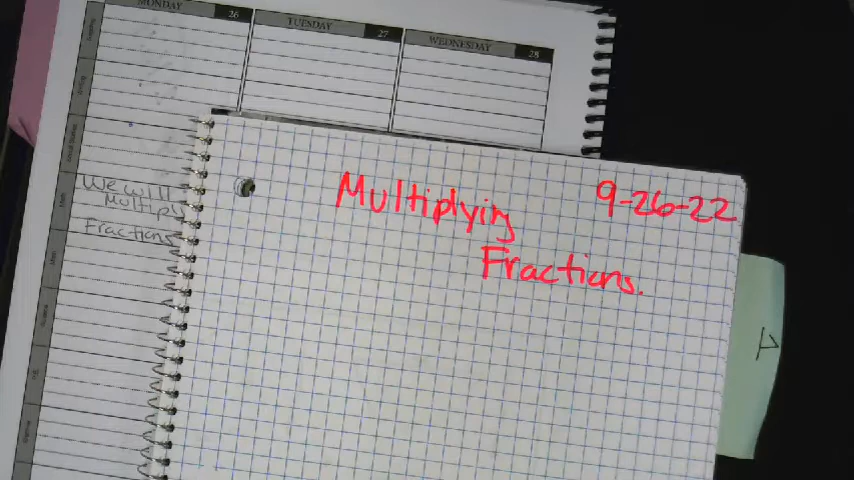 MONDAY 26
TUESDAY 27
WEDNESDAY 28
We will
Multiply
Fractions
Multiplying
Fractions.
9-26-22